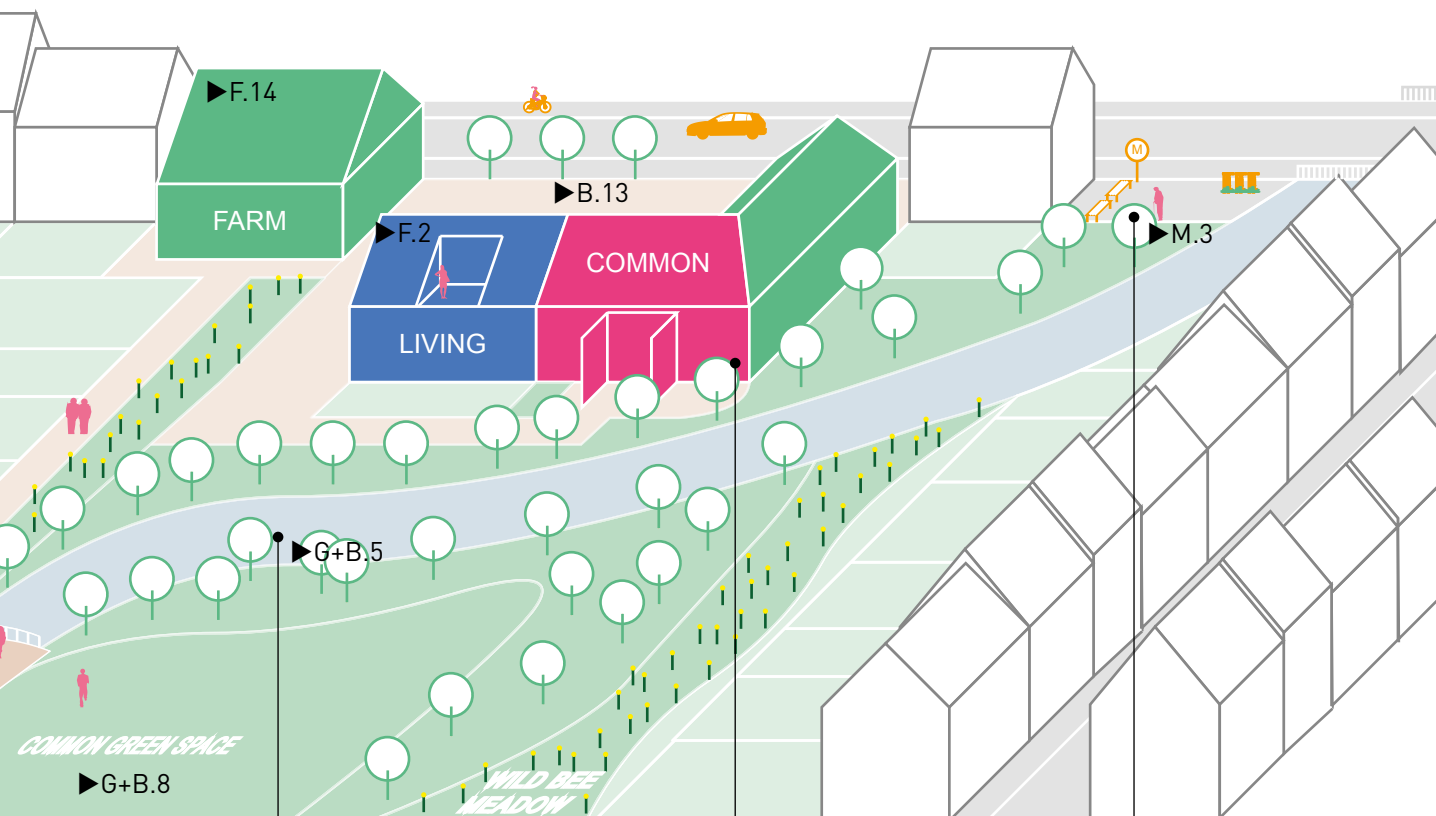 ▶F.14
M
▶B.13
FARM
▶F.2
▶M.3
COMMON
LIVING
▶G+B.5
COMMON GREEN SPACE
▶G+B.8
WILD BEE
MEADOW